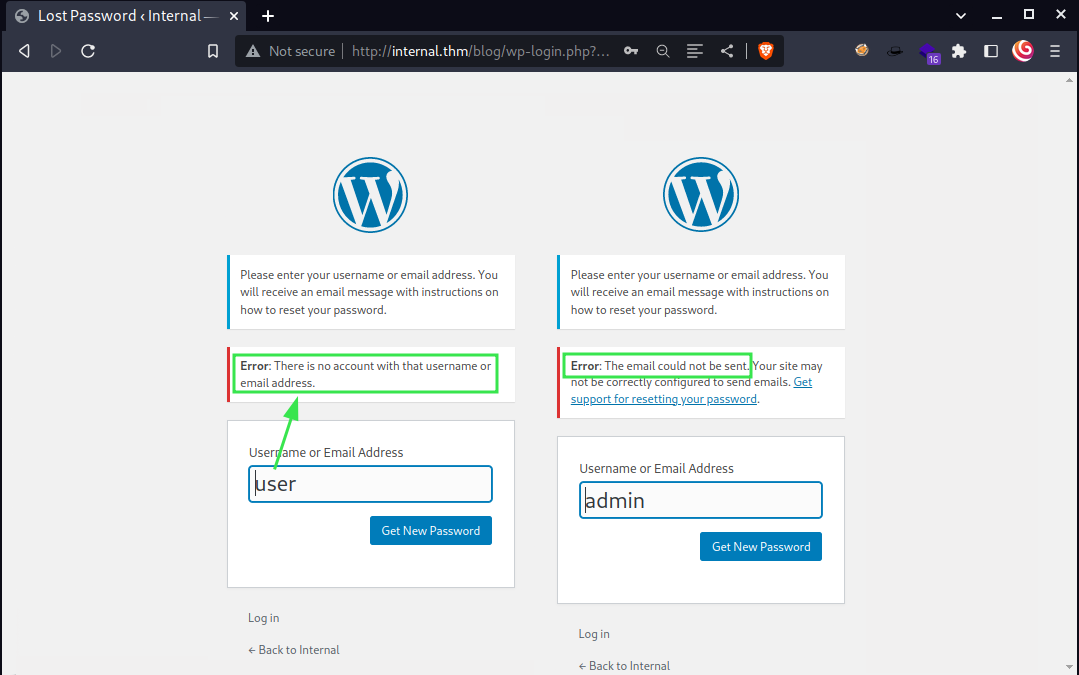 Lost Password ‹ Internal —
Not secure
http://internal.thm/blog/wp-login.php?...
16
Please enter your username or email address. You
will receive an email message with instructions on
how to reset your password.
Error: There is no account with that username or
email address.
Username or Email Address
user
Get New Password
Log in
← Back to Internal
Please enter your username or email address. You
will receive an email message with instructions on
how to reset your password.
Error: The email could not be sent. Your site may
not be correctly configured to send emails. Get
support for resetting your password.
Username or Email Address
admin
Get New Password
Log in
← Back to Internal